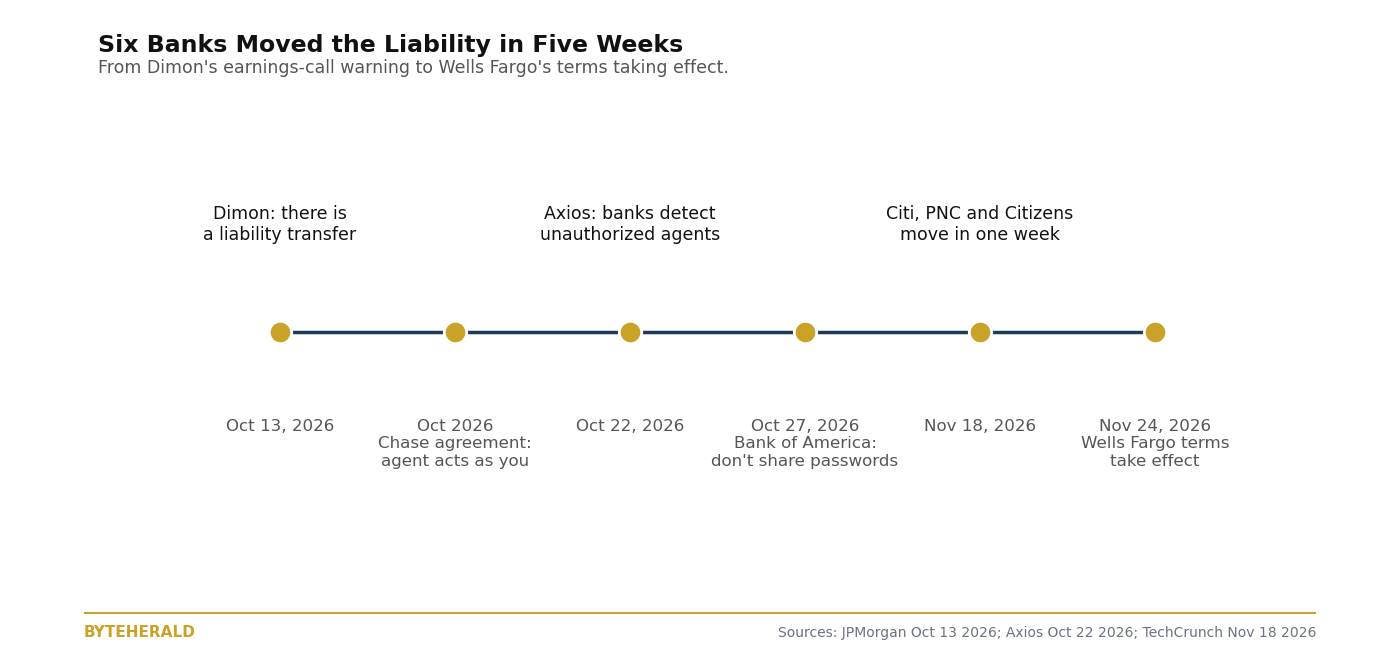 Six Banks Moved the Liability in Five Weeks
From Dimon's earnings-call warning to Wells Fargo's terms taking effect.
Dimon: there is
a liability transfer
Axios: banks detect
unauthorized agents
Citi, PNC and Citizens
move in one week
Oct 13, 2026
Oct 2026
Chase agreement:
agent acts as you
Oct 22, 2026
Oct 27, 2026
Bank of America:
don't share passwords
Nov 18, 2026
Nov 24, 2026
Wells Fargo terms
take effect
BYTEHERALD
Sources: JPMorgan Oct 13 2026; Axios Oct 22 2026; TechCrunch Nov 18 2026